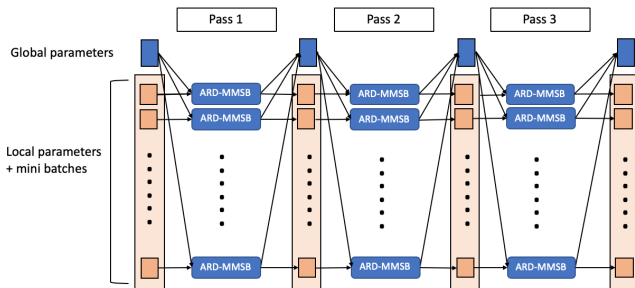 Pass 1
Pass 2
Pass 3
Global parameters
ARD-MMSB
ARD-MMSB
ARD-MMSB
ARD-MMSB
ARD-MMSB
ARD-MMSB
Local parameters
+ mini batches
ARD-MMSB
ARD-MMSB
ARD-MMSB